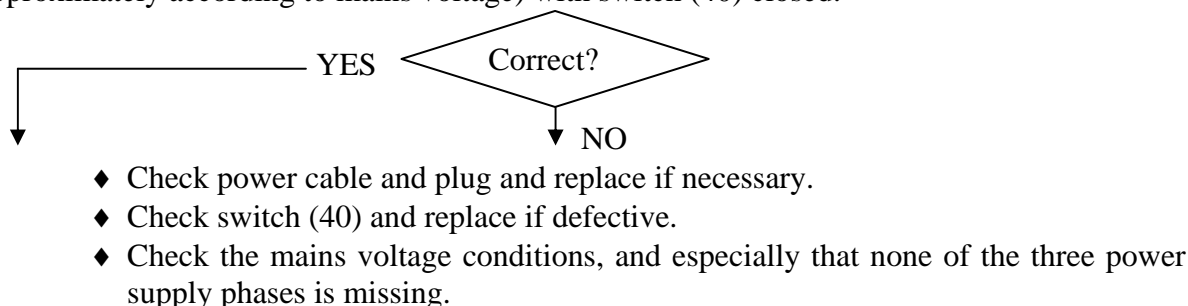 proximately according to mains voltage) with switch (40) closed.
YES Correct?
NO
♦ Check power cable and plug and replace if necessary.
♦ Check switch (40) and replace if defective.
♦ Check the mains voltage conditions, and especially that none of the three power
supply phases is missing.